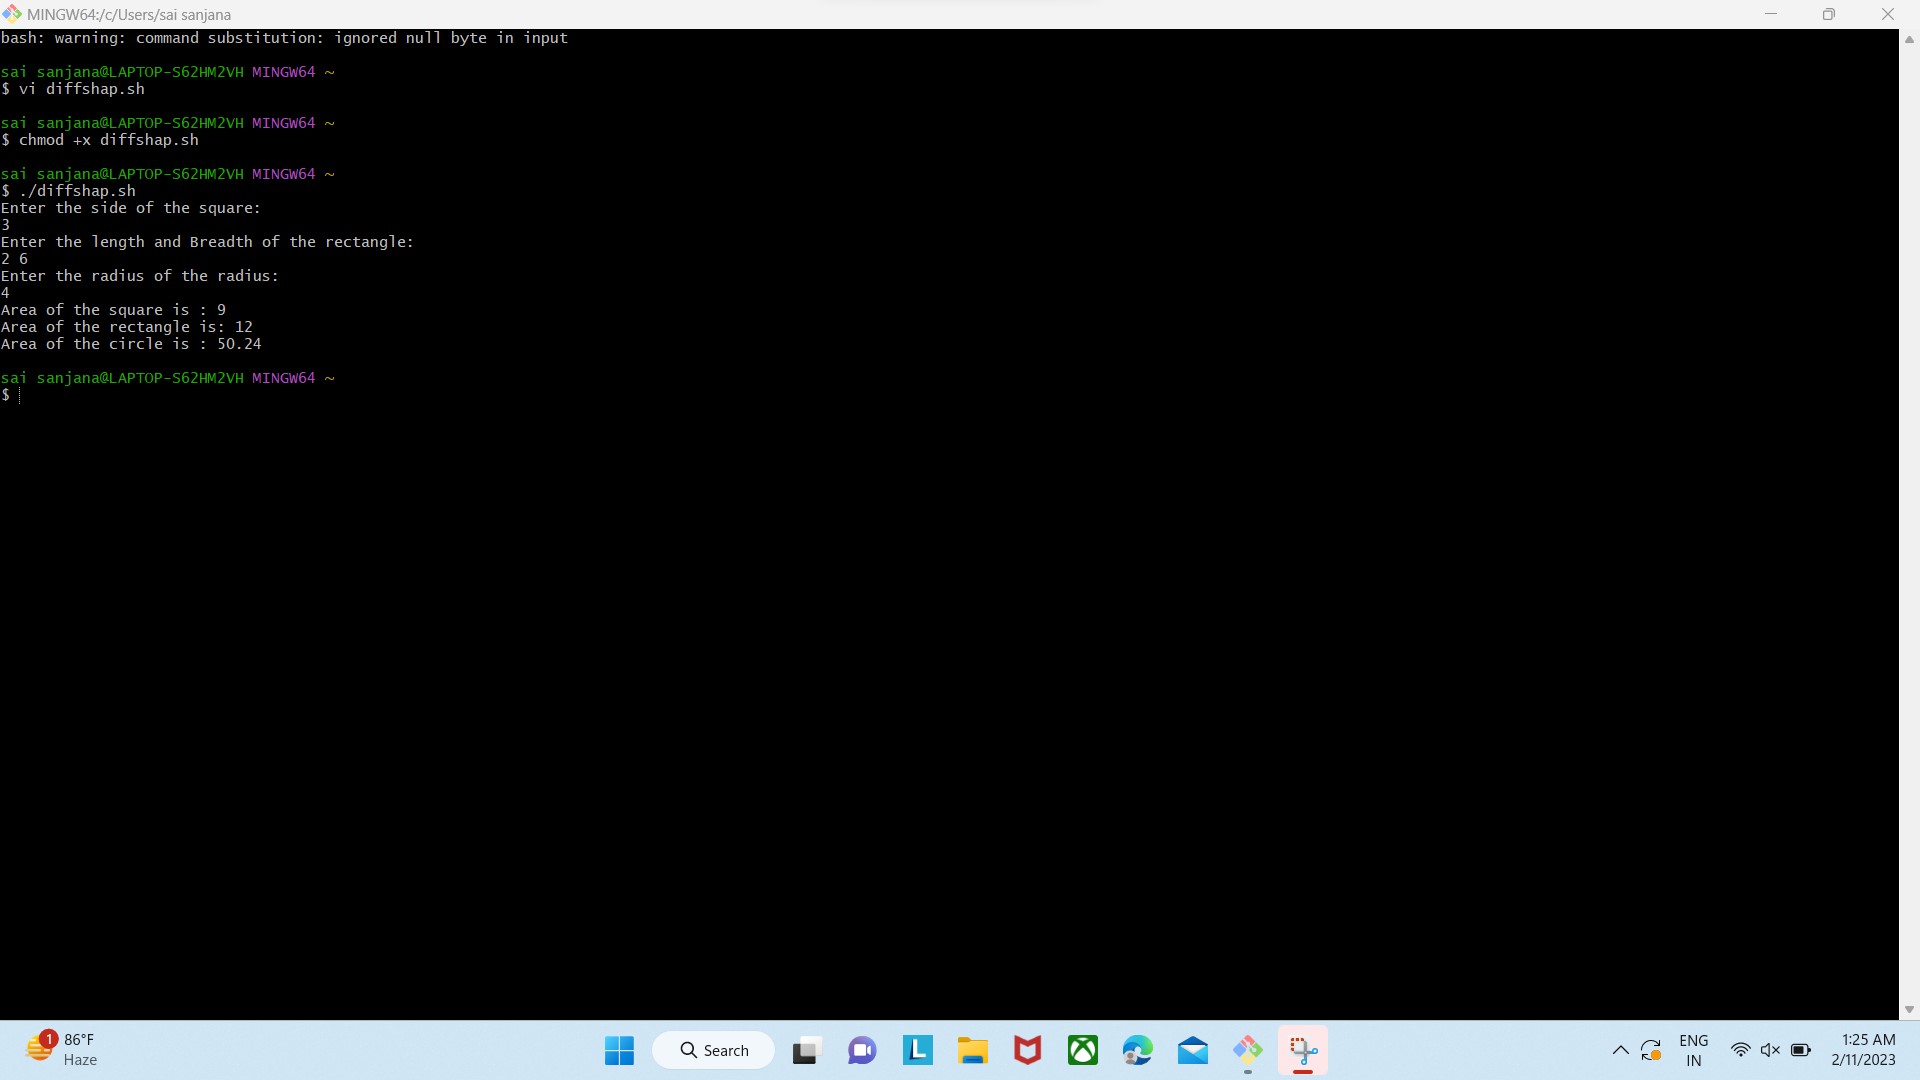 MINGW64:/c/Users/sai sanjana
bash: warning: command substitution: ignored null byte in input
sai sanjana@LAPTOP-S62HM2VH MINGW64 ~
$ vi diffshap.sh
sai sanjana@LAPTOP-S62HM2VH MINGW64 ~
$ chmod +x diffshap.sh
sai sanjana@LAPTOP-S62HM2VH MINGW64 ~
$ ./diffshap.sh
Enter the side of the square:
3
Enter the length and Breadth of the rectangle:
2 6
Enter the radius of the radius:
4
Area of the square is : 9
Area of the rectangle is: 12
Area of the circle is : 50.24
sai sanjana@LAPTOP-S62HM2VH MINGW64 ~
$
1
86°F
Haze
Search
L
ENG
IN
1:25 AM
2/11/2023